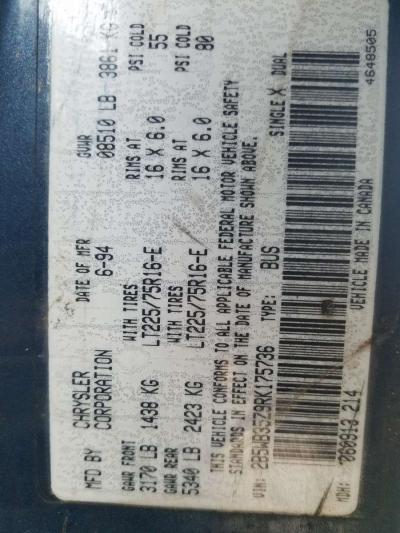 MFD BY CHRYSLER DATE OF MFR GVWR
CORPORATION 6-94 08510 LB 3861 KG
GAWR FRONT WITH TIRES RIMS AT PSI COLD
3170 LB 1438 KG LT225/75R16-E 16 X 6.0 55
GAWR REAR WITH TIRES RIMS AT PSI COLD
5340 LB 2423 KG LT225/75R16-E 16 X 6.0 80
THIS VEHICLE CONFORMS TO ALL APPLICABLE FEDERAL MOTOR VEHICLE SAFETY
STANDARDS IN EFFECT ON THE DATE OF MANUFACTURE SHOWN ABOVE.
VIN: 2B5WB35Z9RK175736 TYPE: BUS SINGLE X DUAL
MDH: 060913 214 VEHICLE MADE IN CANADA 4648505